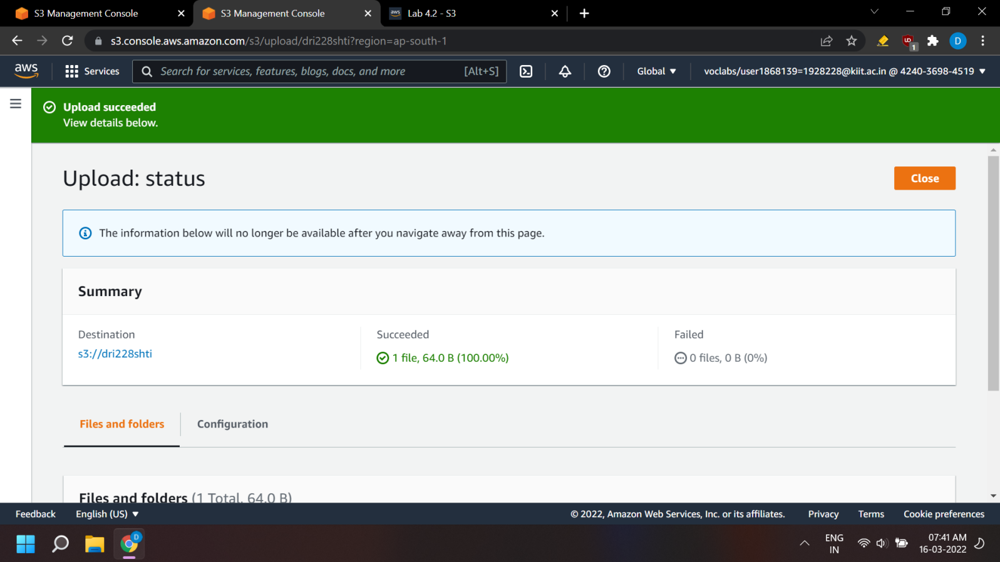 S3 Management Console
S3 Management Console
aws
Lab 4.2 - S3
s3.console.aws.amazon.com/s3/upload/dri228shti?region=ap-south-1
UD
1
D
aws
Services
Search for services, features, blogs, docs, and more
[Alt+S]
Global
voclabs/user1868139=1928228@kiit.ac.in @ 4240-3698-4519
Upload succeeded
View details below.
Upload: status
Close
The information below will no longer be available after you navigate away from this page.
Summary
Destination
s3://dri228shti
Succeeded
1 file, 64.0 B (100.00%)
Failed
0 files, 0 B (0%)
Files and folders
Configuration
Files and folders (1 Total, 64.0 B)
Feedback
English (US)
© 2022, Amazon Web Services, Inc. or its affiliates.
Privacy
Terms
Cookie preferences
D
ENG
IN
07:41 AM
16-03-2022